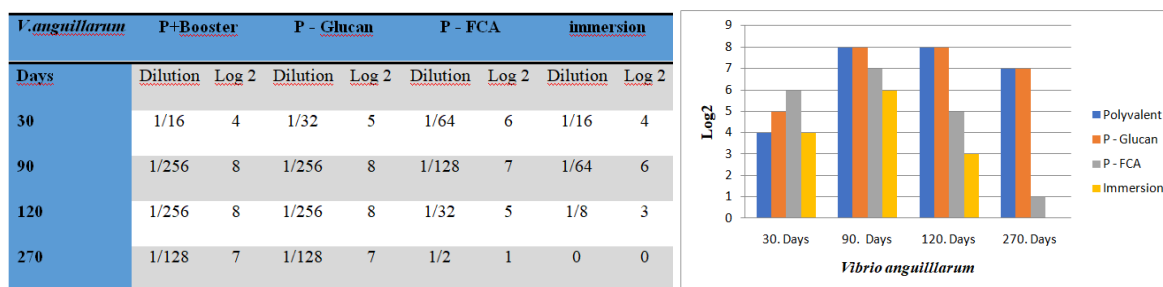 V.anguillarum P+Booster P - Glucan P - FCA immersion
Days Dilution Log 2 Dilution Log 2 Dilution Log 2 Dilution Log 2
30 1/16 4 1/32 5 1/64 6 1/16 4
90 1/256 8 1/256 8 1/128 7 1/64 6
120 1/256 8 1/256 8 1/32 5 1/8 3
270 1/128 7 1/128 7 1/2 1 0 0
Log2
9
8
7
6
5
4
3
2
1
0
30. Days 90. Days 120. Days 270. Days
Vibrio anguilllarum
Polyvalent
P - Glucan
P - FCA
Immersion